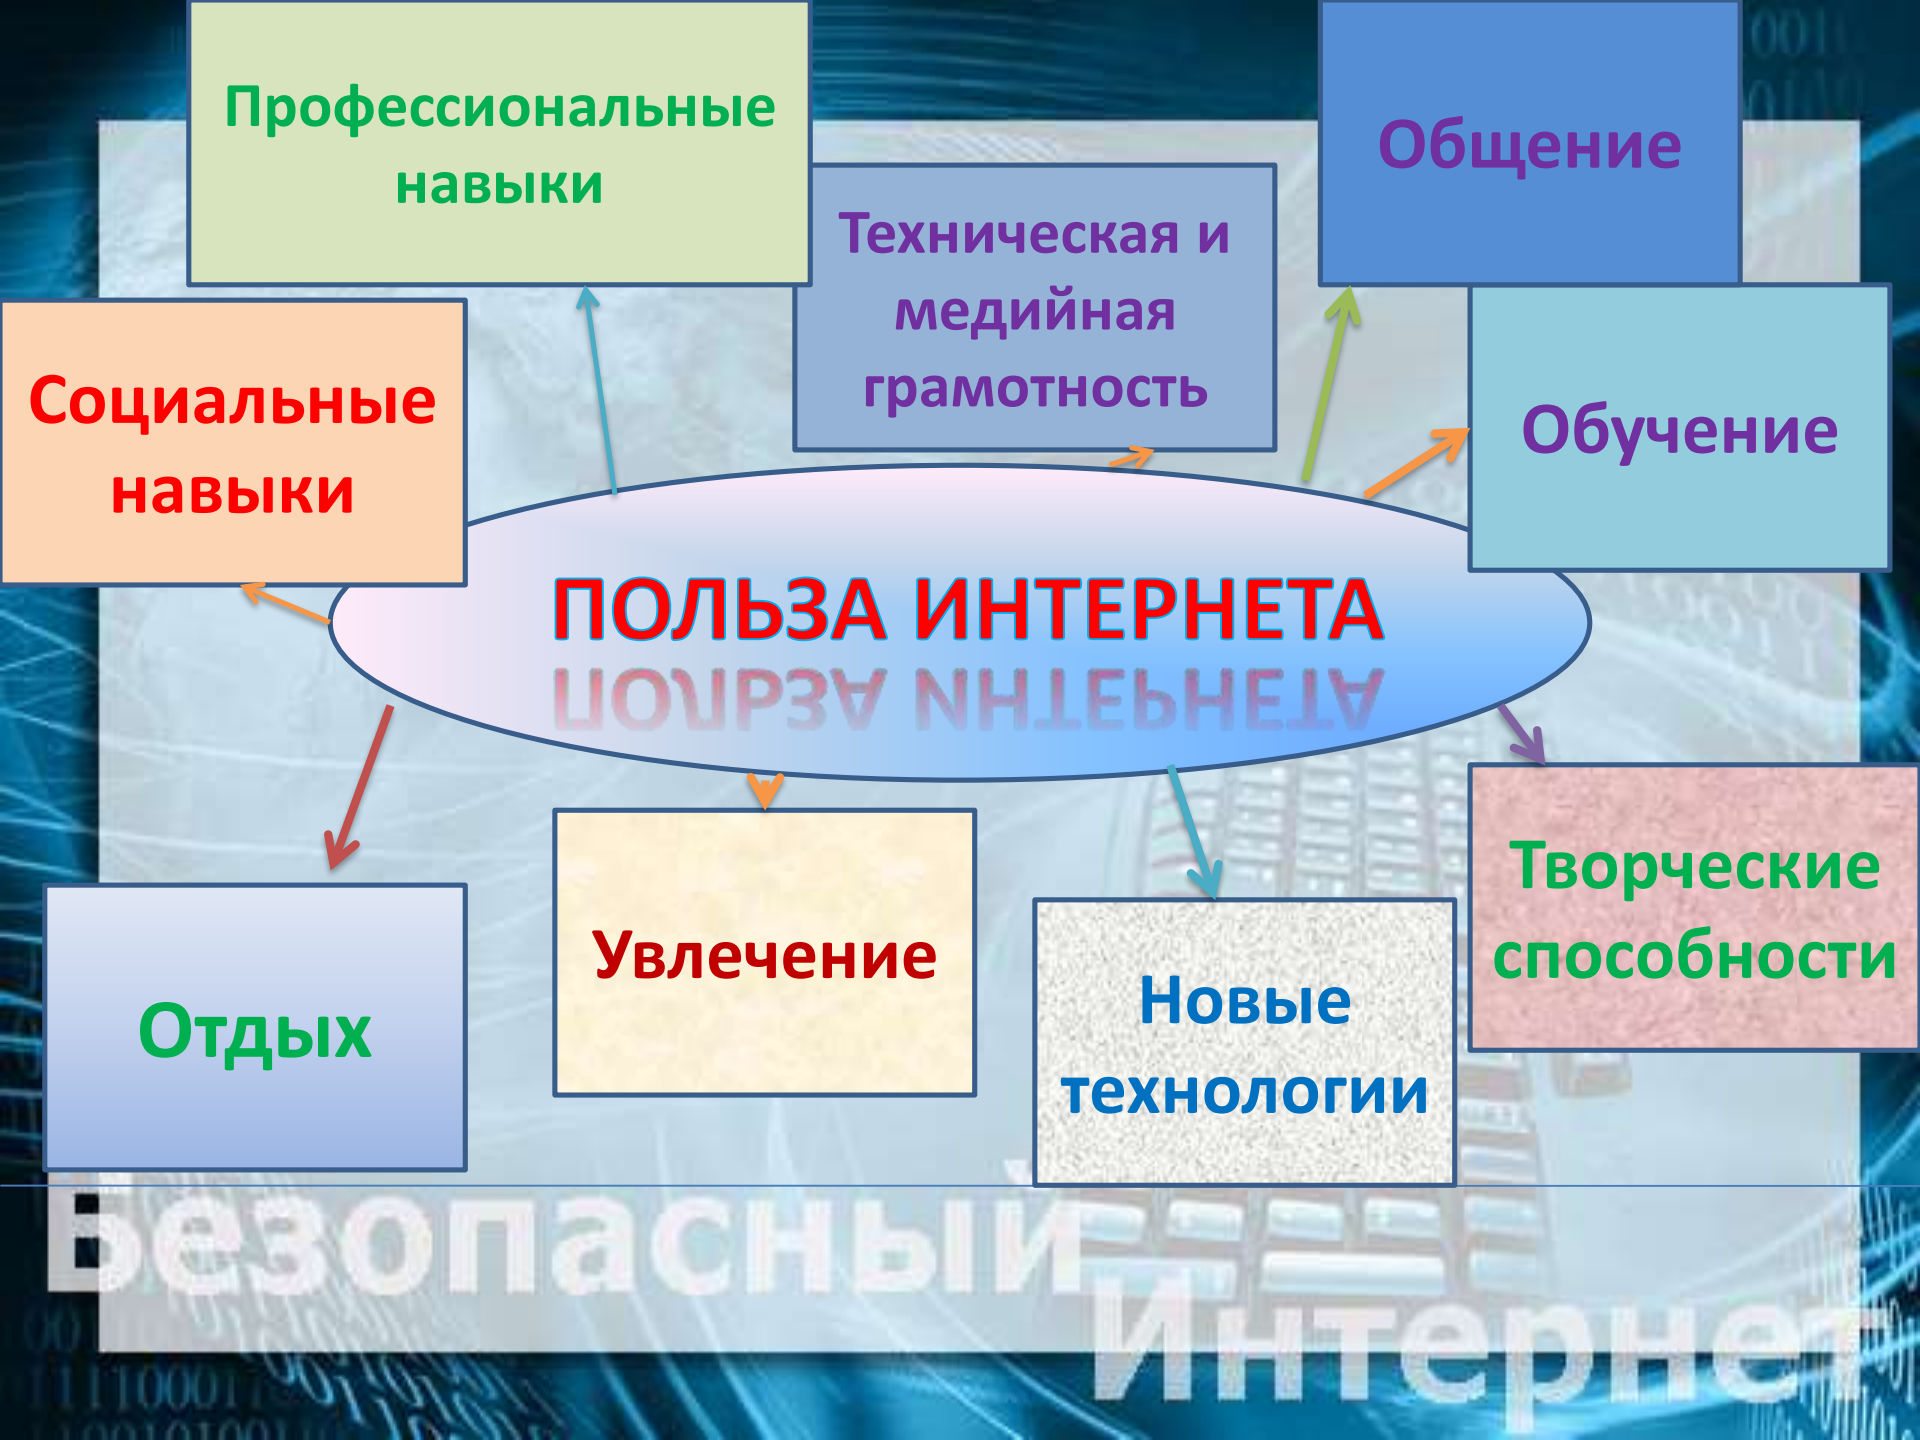 Профессиональные
навыки
Общение
Техническая и
медийная
грамотность
Социальные
навыки
Обучение
ПОЛЬЗА ИНТЕРНЕТА
Творческие
способности
Увлечение
Отдых
Новые
технологии
Безопасный
Интернет